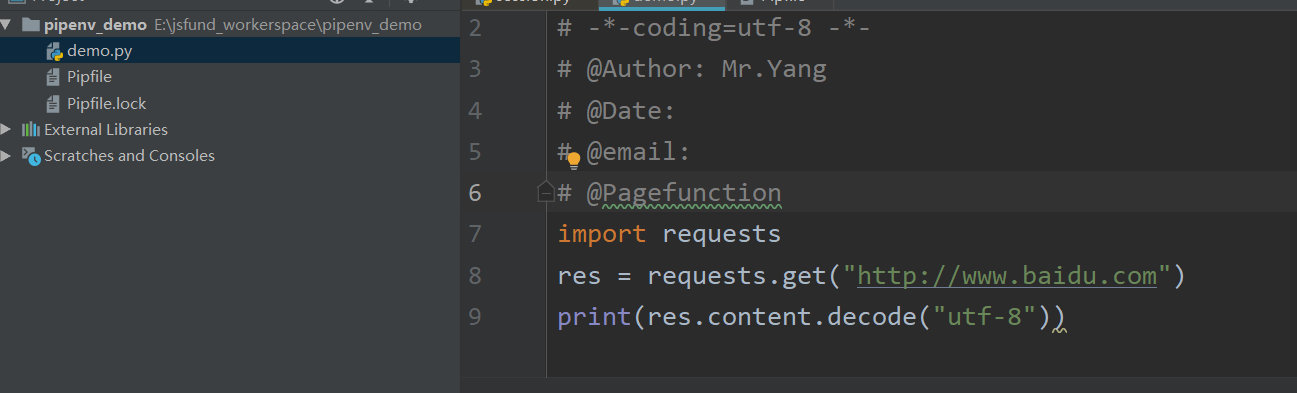 pipenv_demo E:\jsfund_workerspace\pipenv_demo
demo.py
Pipfile
Pipfile.lock
External Libraries
Scratches and Consoles
demo.py
Pipfile
2 # -*-coding=utf-8 -*-
3 # @Author: Mr.Yang
4 # @Date:
5 # @email:
6 # @Pagefunction
7 import requests
8 res = requests.get("http://www.baidu.com")
9 print(res.content.decode("utf-8"))